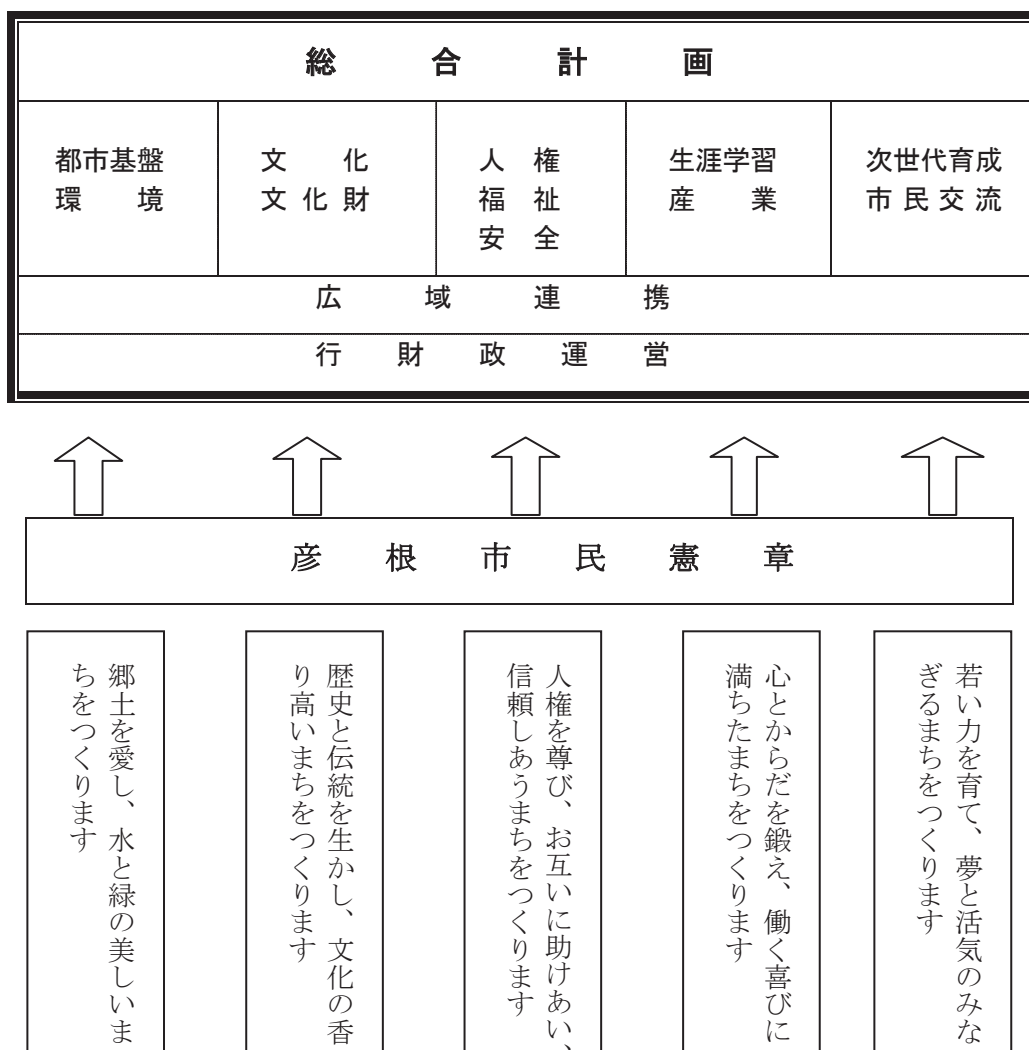 総合計画
都市基盤
環境
文化
文化財
人権
福祉
安全
生涯学習
産業
次世代育成
市民交流
広域連携
行財政運営
彦根市民憲章
郷土を愛し、水と緑の美しいま
ちをつくります
歴史と伝統を生かし、文化の香
り高いまちをつくります
人権を尊び、お互いに助けあい、
信頼しあうまちをつくります
心とからだを鍛え、働く喜びに
満ちたまちをつくります
若い力を育て、夢と活気のみな
ぎるまちをつくります